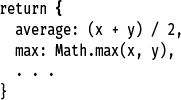 return {
  average: (x + y) / 2,
  max: Math.max(x, y),
  . . .
}